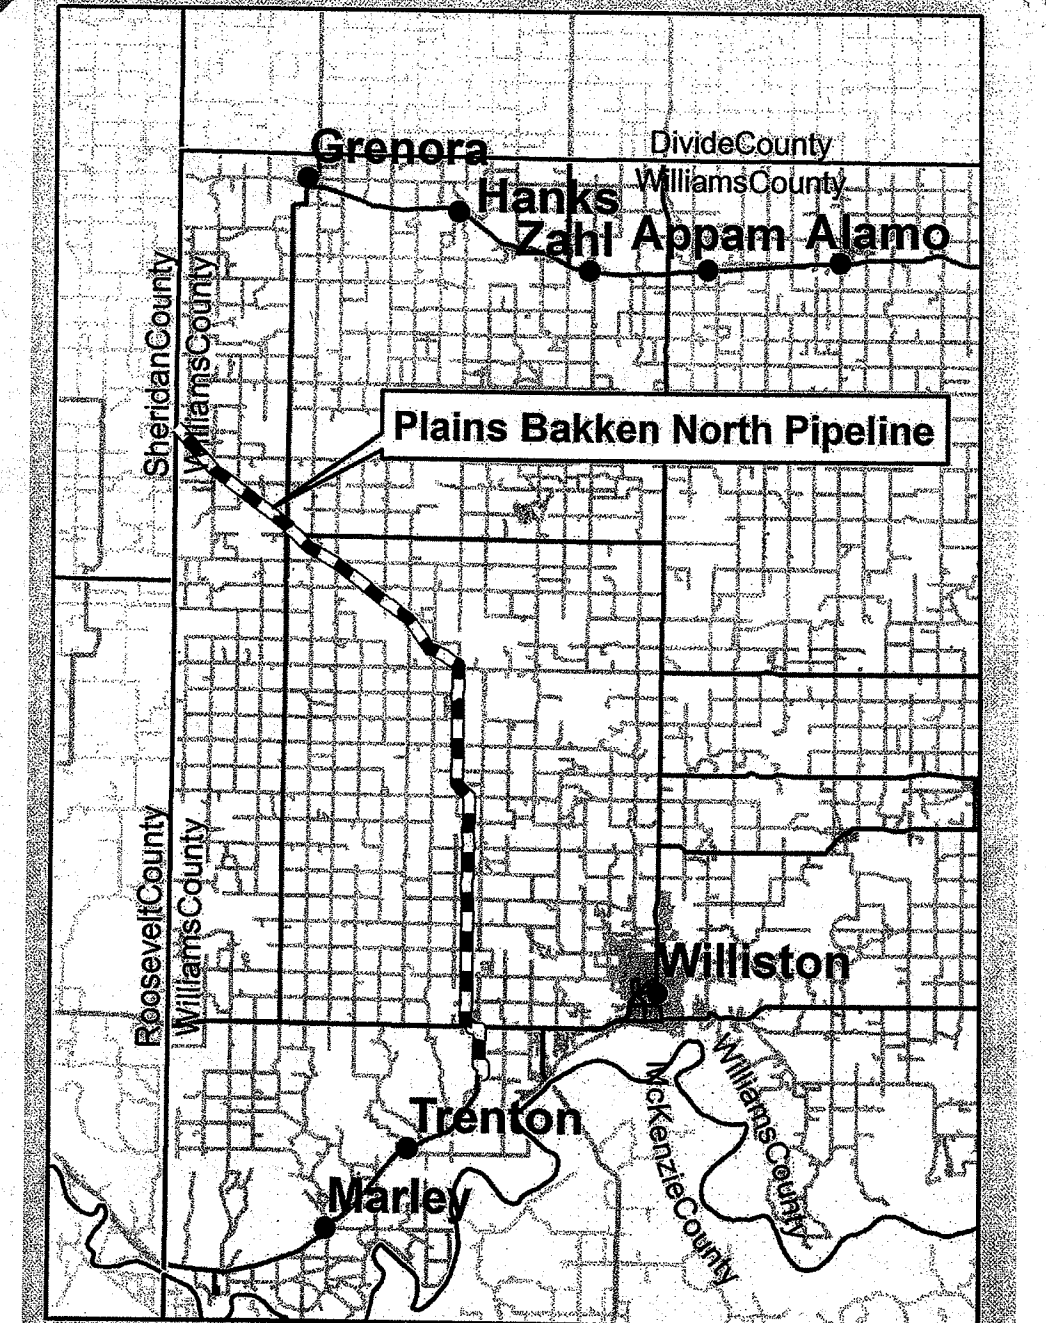 Grenora
DivideCounty
WilliamsCounty
Hanks
Zahl
Appam
Alamo
SheridanCounty
WilliamsCounty
Plains Bakken North Pipeline
RooseveltCounty
WilliamsCounty
Williston
McKenzieCounty
WilliamsCounty
Trenton
Marley